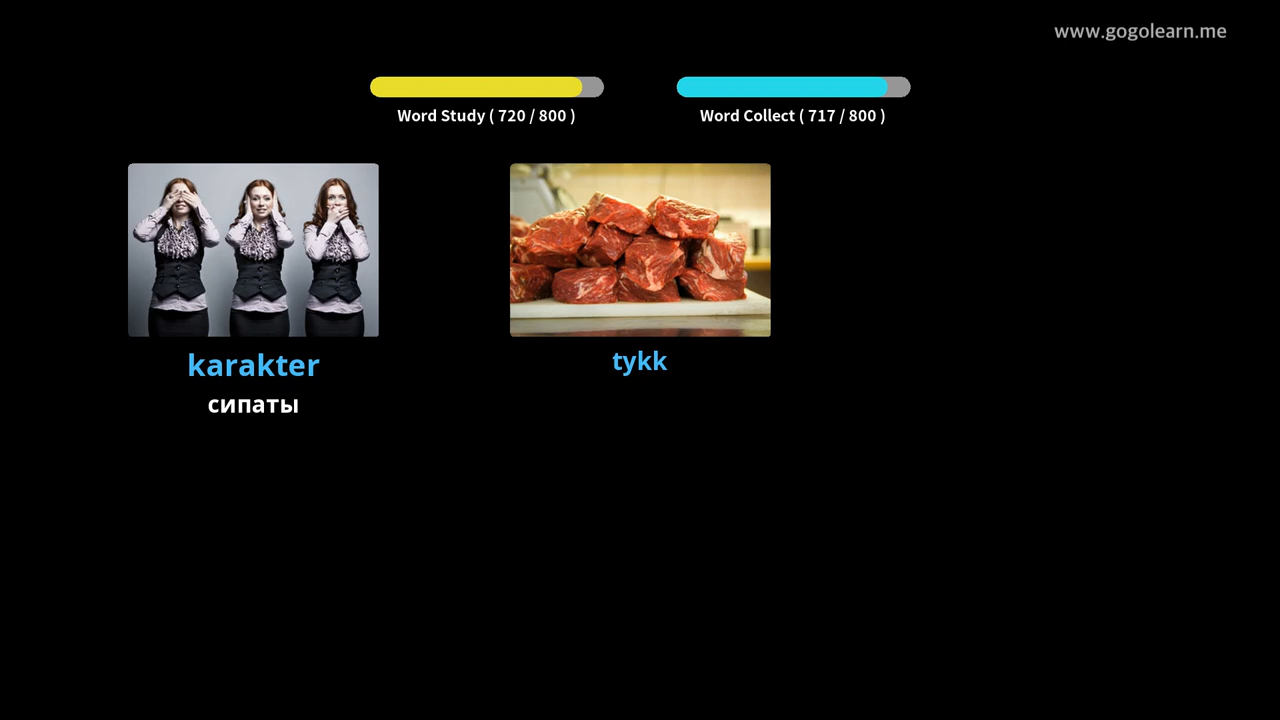 www.gogolearn.me
Word Study ( 720 / 800 )
Word Collect ( 717 / 800 )
karakter
сипаты
tykk